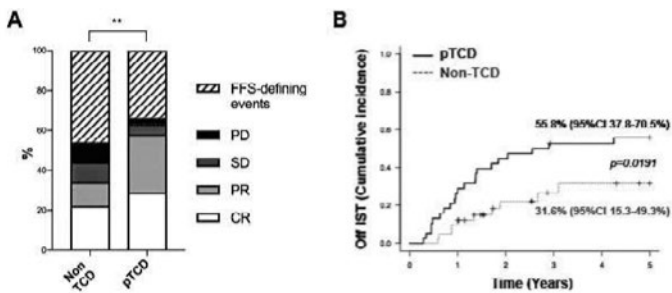 A
**
100
80
60
40
20
0
%
Non
TCD
pTCD
FFS-defining
events
PD
SD
PR
CR
B
pTCD
Non-TCD
55.8% (95%CI 37.8-70.5%)
p=0.0191
31.6% (95%CI 15.3-49.3%)
Off IST (Cumulative Incidence)
1.0
0.8
0.6
0.4
0.2
0.0
0
1
2
3
4
5
Time (Years)